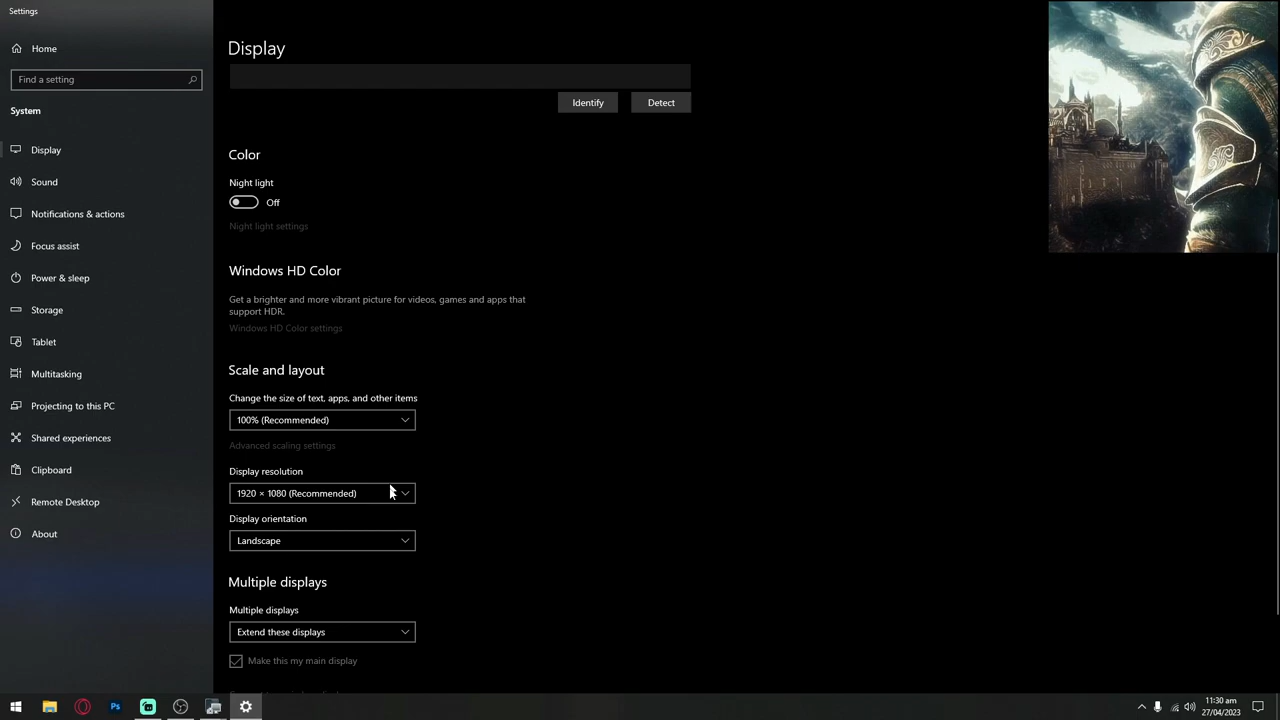 Settings
Home
Find a setting
System
Display
Sound
Notifications & actions
Focus assist
Power & sleep
Storage
Tablet
Multitasking
Projecting to this PC
Shared experiences
Clipboard
Remote Desktop
About
Display
Identify
Detect
Color
Night light
Off
Night light settings
Windows HD Color
Get a brighter and more vibrant picture for videos, games and apps that
support HDR.
Windows HD Color settings
Scale and layout
Change the size of text, apps, and other items
100% (Recommended)
Advanced scaling settings
Display resolution
1920 × 1080 (Recommended)
Display orientation
Landscape
Multiple displays
Multiple displays
Extend these displays
Make this my main display
Ps
11:30 am
27/04/2023